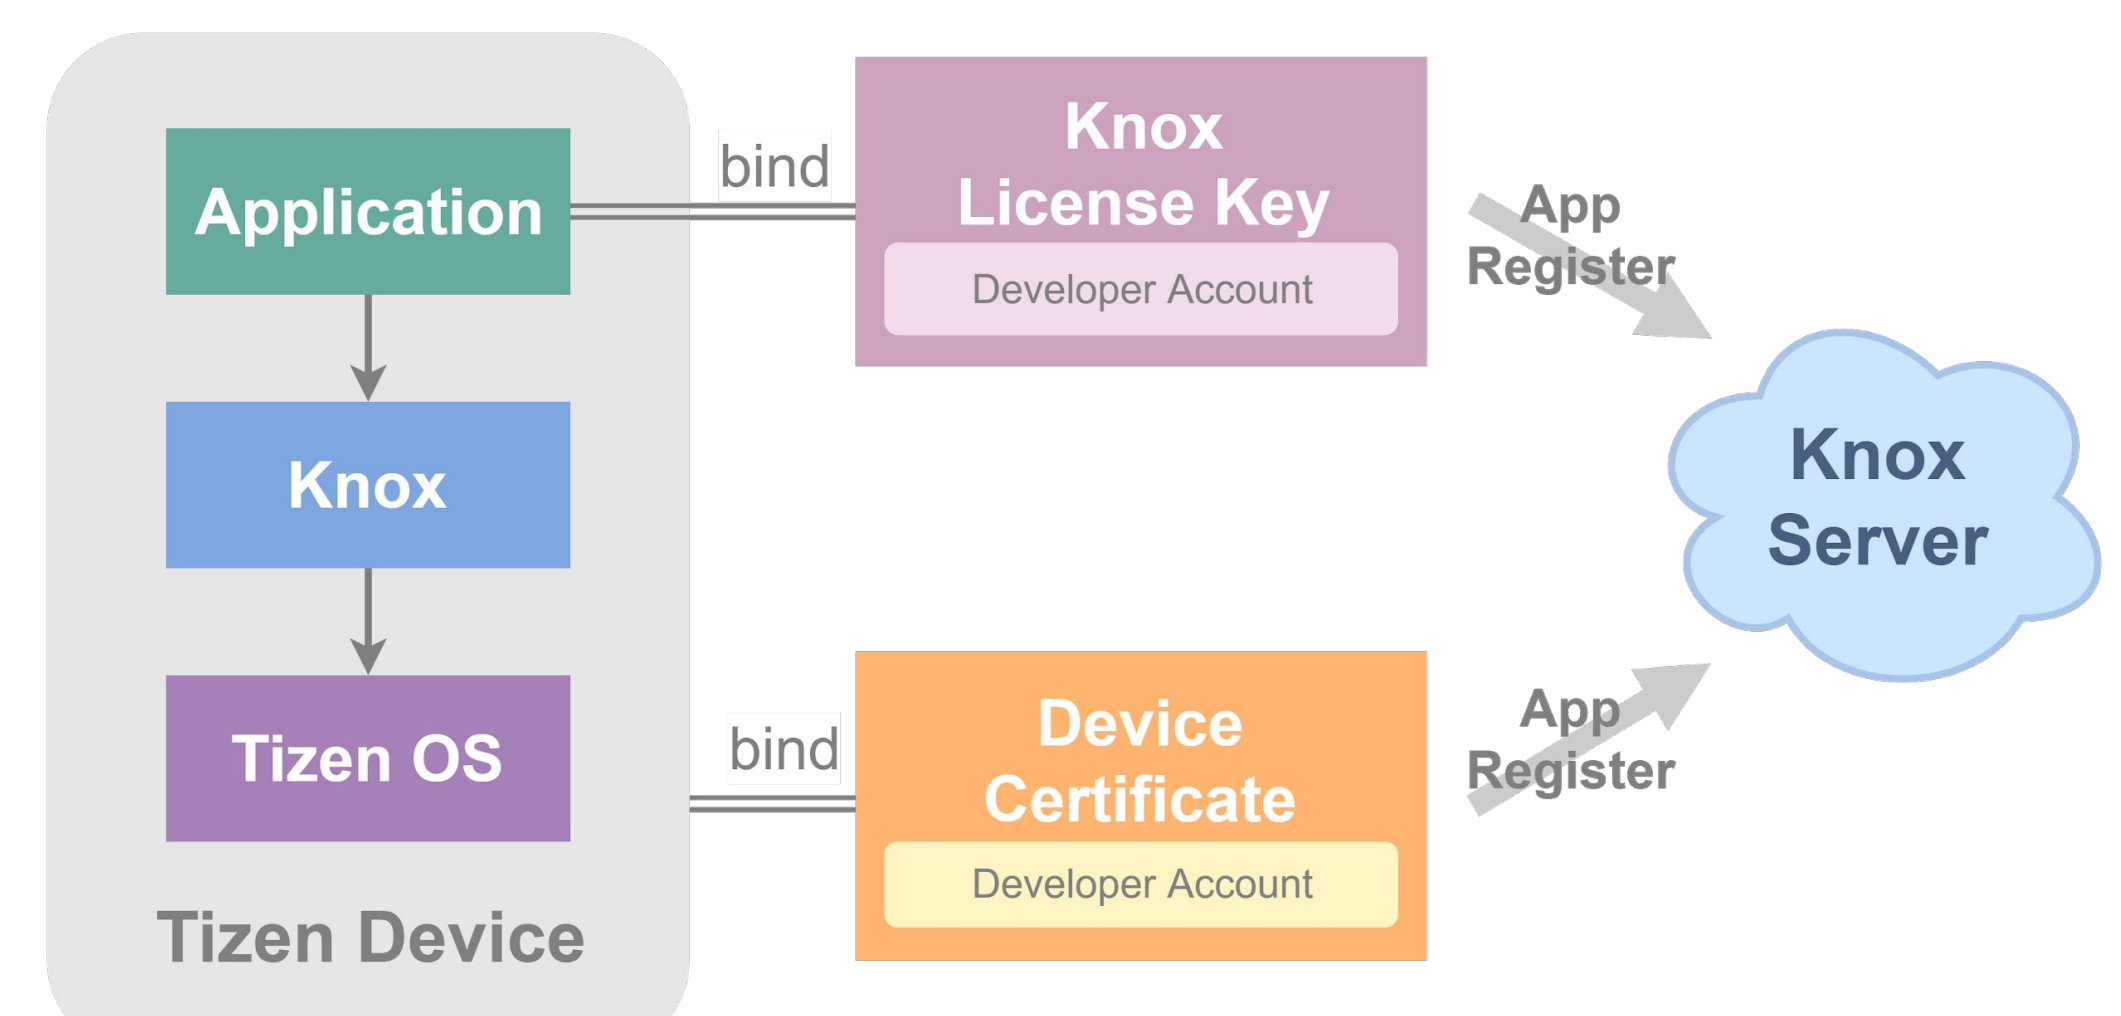 Application
Knox
Tizen OS
Tizen Device
bind
Knox
License Key
Developer Account
bind
Device
Certificate
Developer Account
App
Register
App
Register
Knox
Server